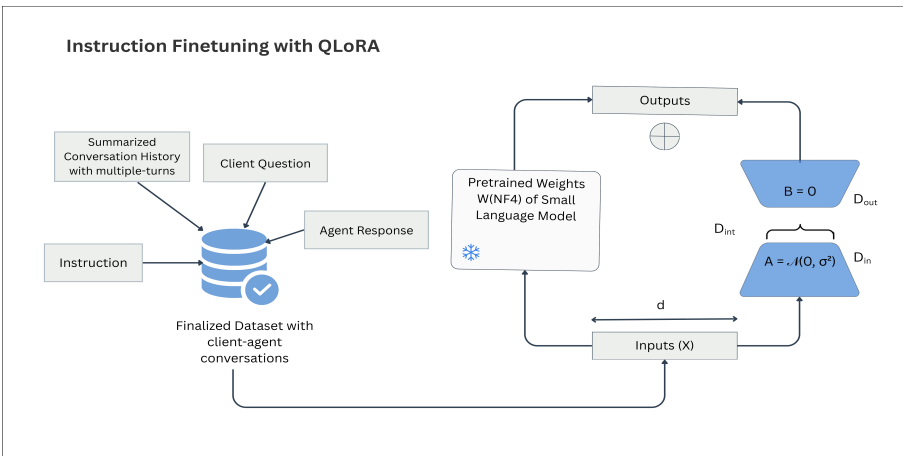 Instruction Finetuning with QLoRA
Summarized
Conversation History
with multiple-turns
Client Question
Agent Response
Instruction
Finalized Dataset with
client-agent
conversations
Outputs
Pretrained Weights
W(NF4) of Small
Language Model
B = 0
Dₒᵤₜ
Dᵢₙₜ
A = 𝒩(0, σ²)
Dᵢₙ
d
Inputs (X)